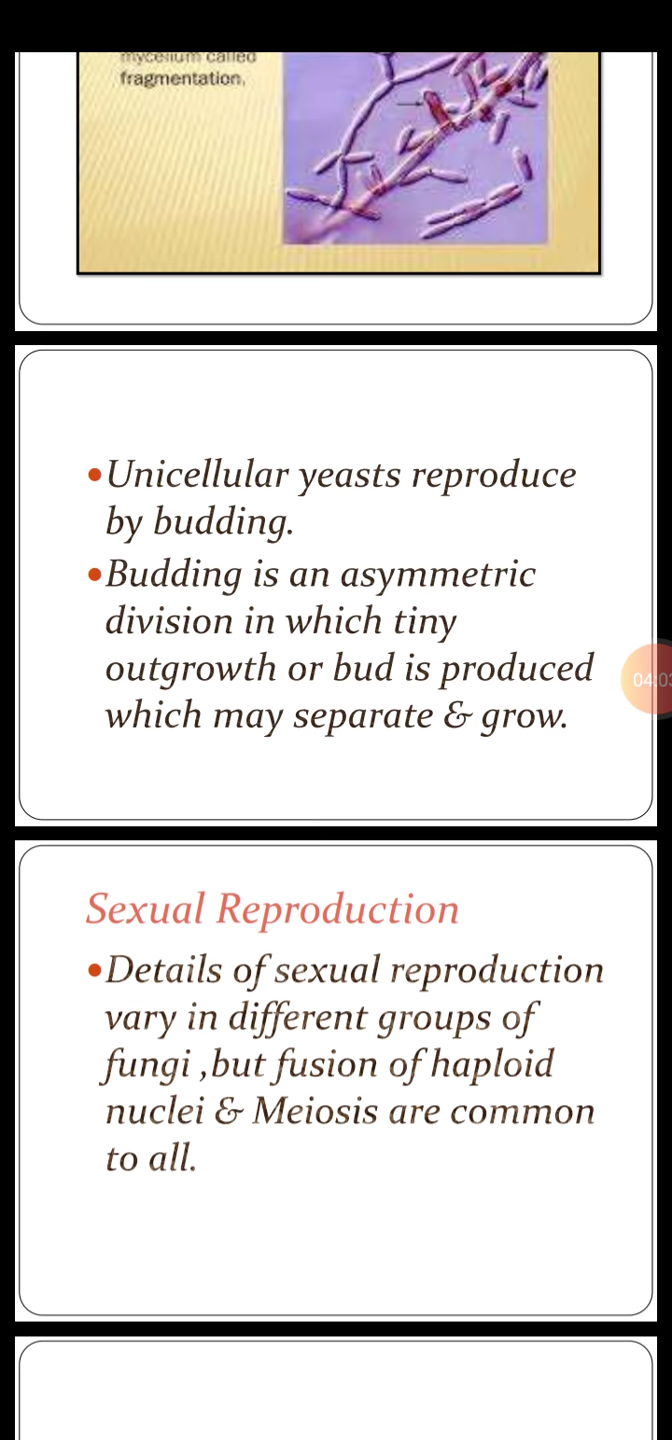 mycelium called
fragmentation.
•Unicellular yeasts reproduce
by budding.
•Budding is an asymmetric
division in which tiny
outgrowth or bud is produced
which may separate & grow.
04:03
Sexual Reproduction
•Details of sexual reproduction
vary in different groups of
fungi ,but fusion of haploid
nuclei & Meiosis are common
to all.